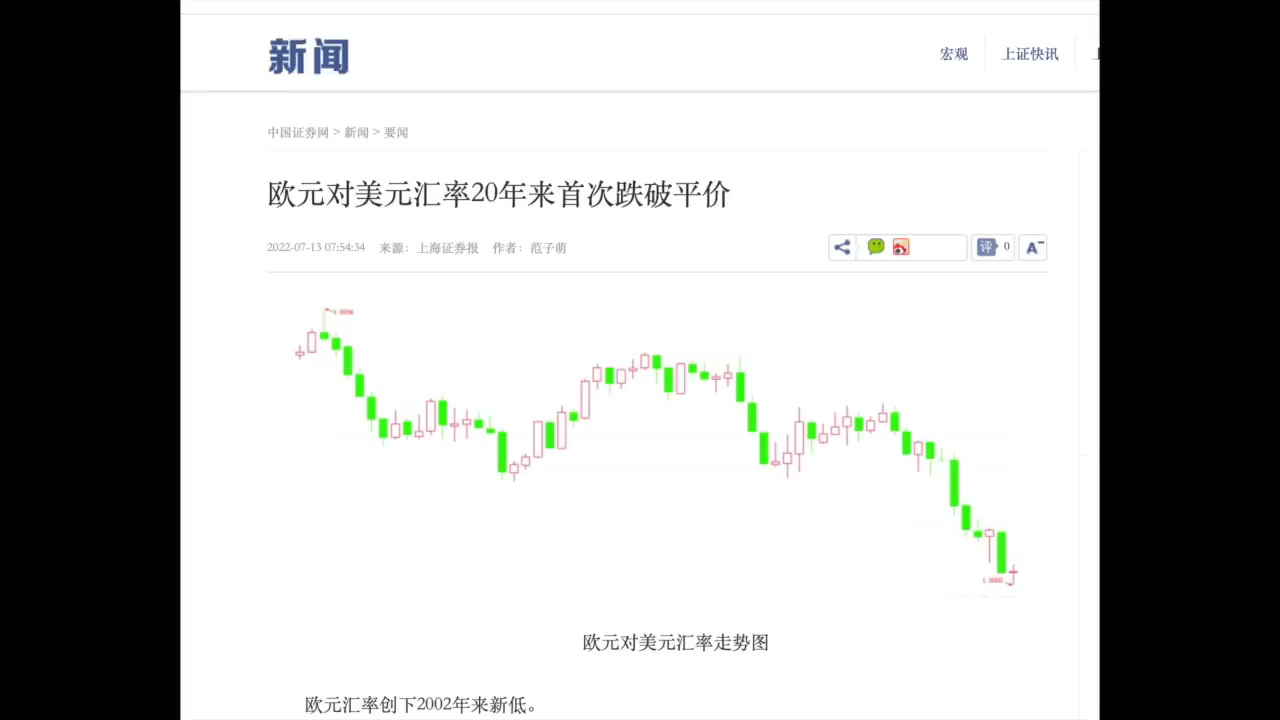 新闻
宏观 上证快讯
中国证券网 > 新闻 > 要闻
欧元对美元汇率20年来首次跌破平价
2022-07-13 07:54:34 来源：上海证券报 作者：范子萌
评 0 A-
欧元对美元汇率走势图
欧元汇率创下2002年来新低。